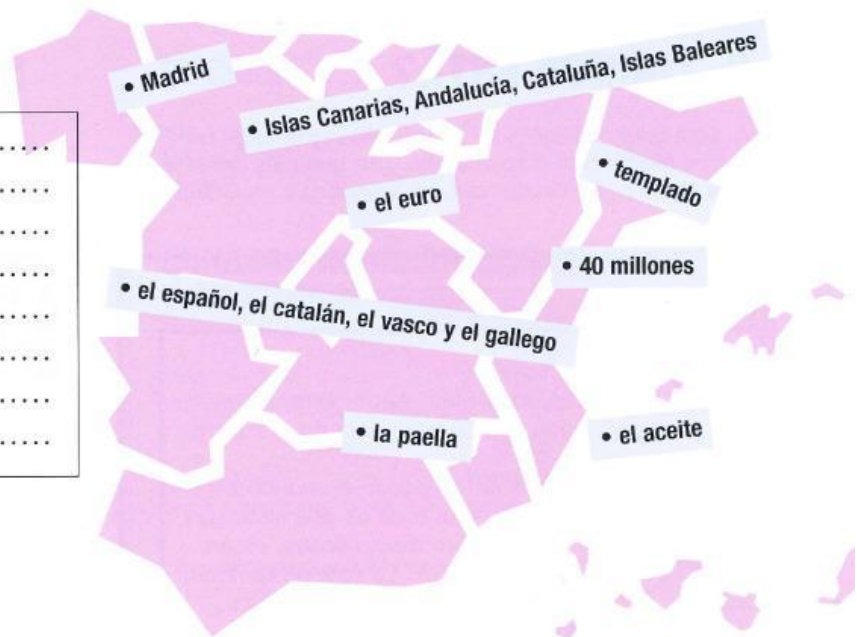 • Madrid
• Islas Canarias, Andalucía, Cataluña, Islas Baleares
• templado
• el euro
• 40 millones
• el español, el catalán, el vasco y el gallego
• la paella
• el aceite